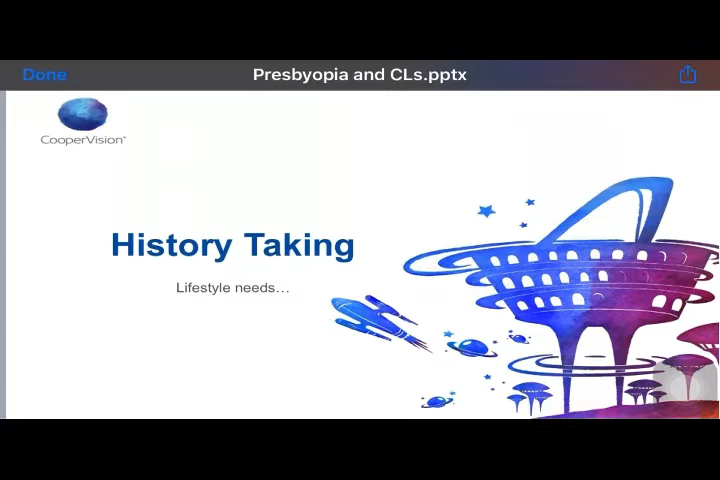 Done
Presbyopia and CLs.pptx
CooperVision®
History Taking
Lifestyle needs...